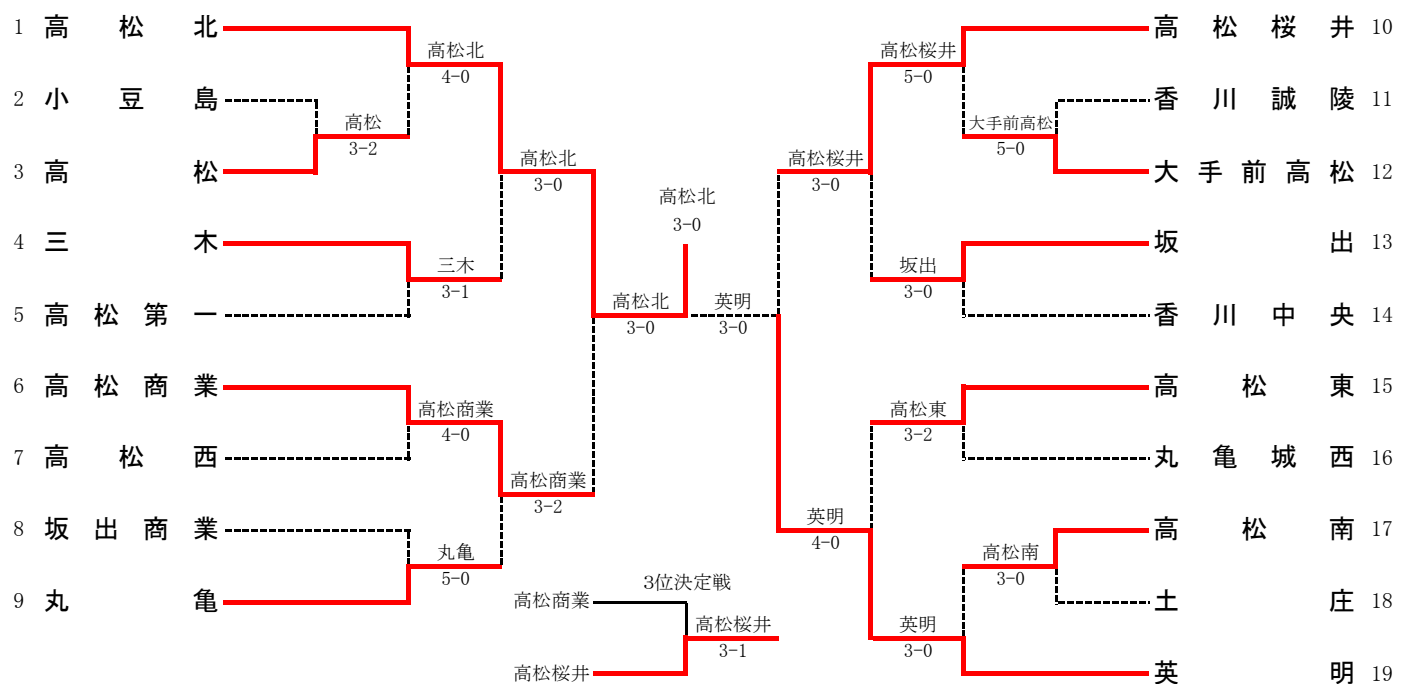 1 高松北
2 小豆島
3 高松
4 三木
5 高松第一
6 高松商業
7 高松西
8 坂出商業
9 丸亀
高松
3-2
高松北
4-0
三木
3-1
高松商業
4-0
丸亀
5-0
高松北
3-0
高松商業
3-2
高松北
3-0
高松北
3-0
英明
3-0
高松桜井
3-0
英明
4-0
高松桜井
5-0
坂出
3-0
高松東
3-2
英明
3-0
大手前高松
5-0
高松南
3-0
高松桜井 10
香川誠陵 11
大手前高松 12
坂出 13
香川中央 14
高松東 15
丸亀城西 16
高松南 17
土庄 18
英明 19
3位決定戦
高松商業
高松桜井
3-1
高松桜井